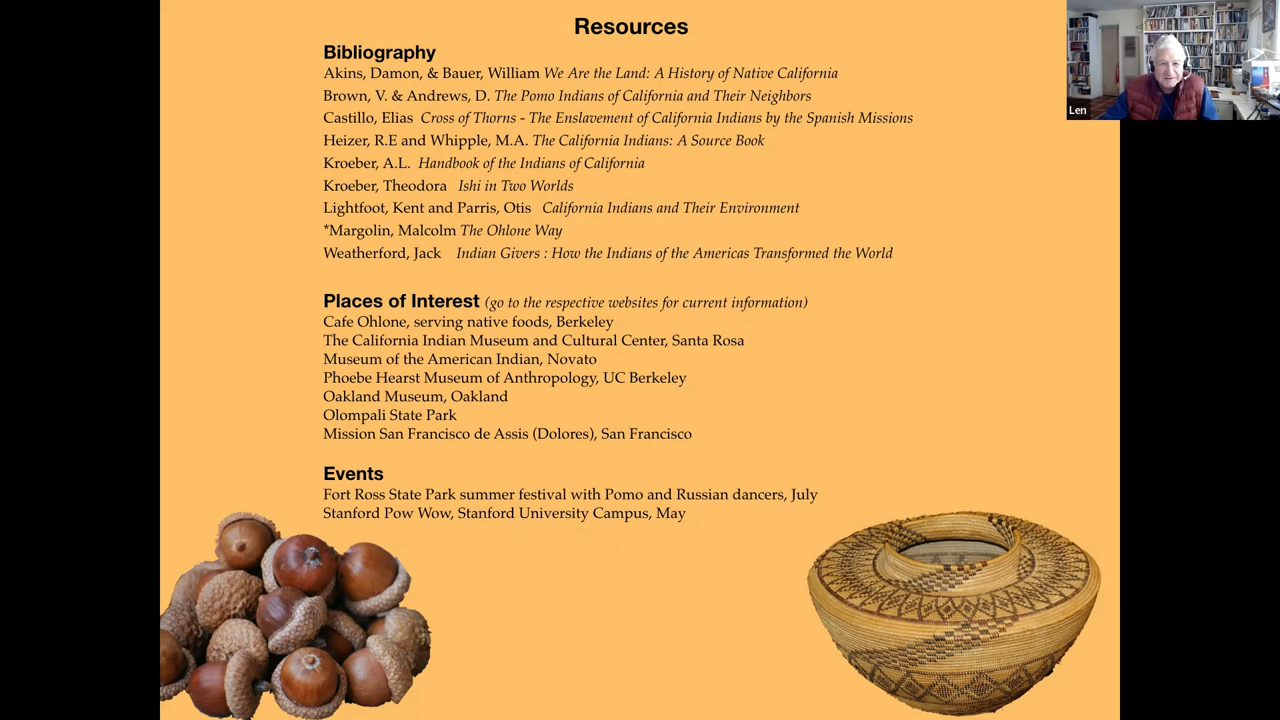 Resources
Bibliography
Akins, Damon, & Bauer, William We Are the Land: A History of Native California
Brown, V. & Andrews, D. The Pomo Indians of California and Their Neighbors
Castillo, Elias Cross of Thorns - The Enslavement of California Indians by the Spanish Missions
Heizer, R.E and Whipple, M.A. The California Indians: A Source Book
Kroeber, A.L. Handbook of the Indians of California
Kroeber, Theodora Ishi in Two Worlds
Lightfoot, Kent and Parris, Otis California Indians and Their Environment
*Margolin, Malcolm The Ohlone Way
Weatherford, Jack Indian Givers : How the Indians of the Americas Transformed the World
Places of Interest (go to the respective websites for current information)
Cafe Ohlone, serving native foods, Berkeley
The California Indian Museum and Cultural Center, Santa Rosa
Museum of the American Indian, Novato
Phoebe Hearst Museum of Anthropology, UC Berkeley
Oakland Museum, Oakland
Olompali State Park
Mission San Francisco de Assis (Dolores), San Francisco
Events
Fort Ross State Park summer festival with Pomo and Russian dancers, July
Stanford Pow Wow, Stanford University Campus, May
Len